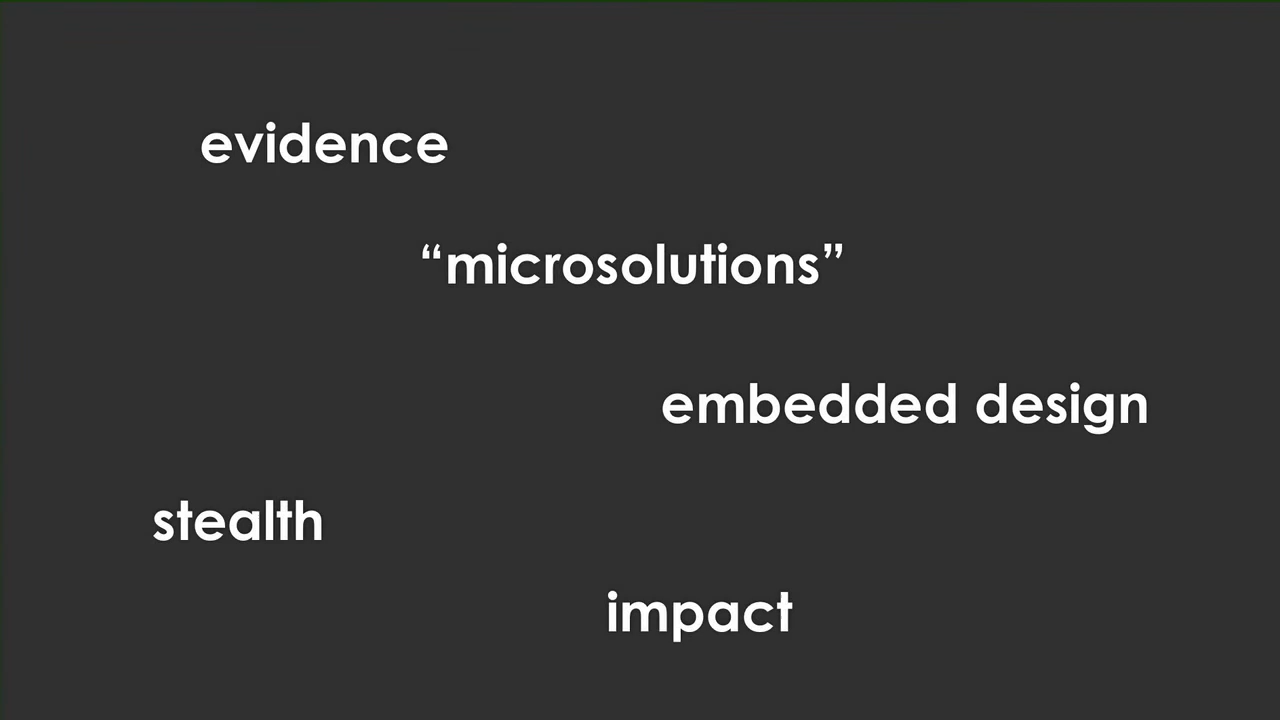 evidence
“microsolutions”
embedded design
stealth
impact